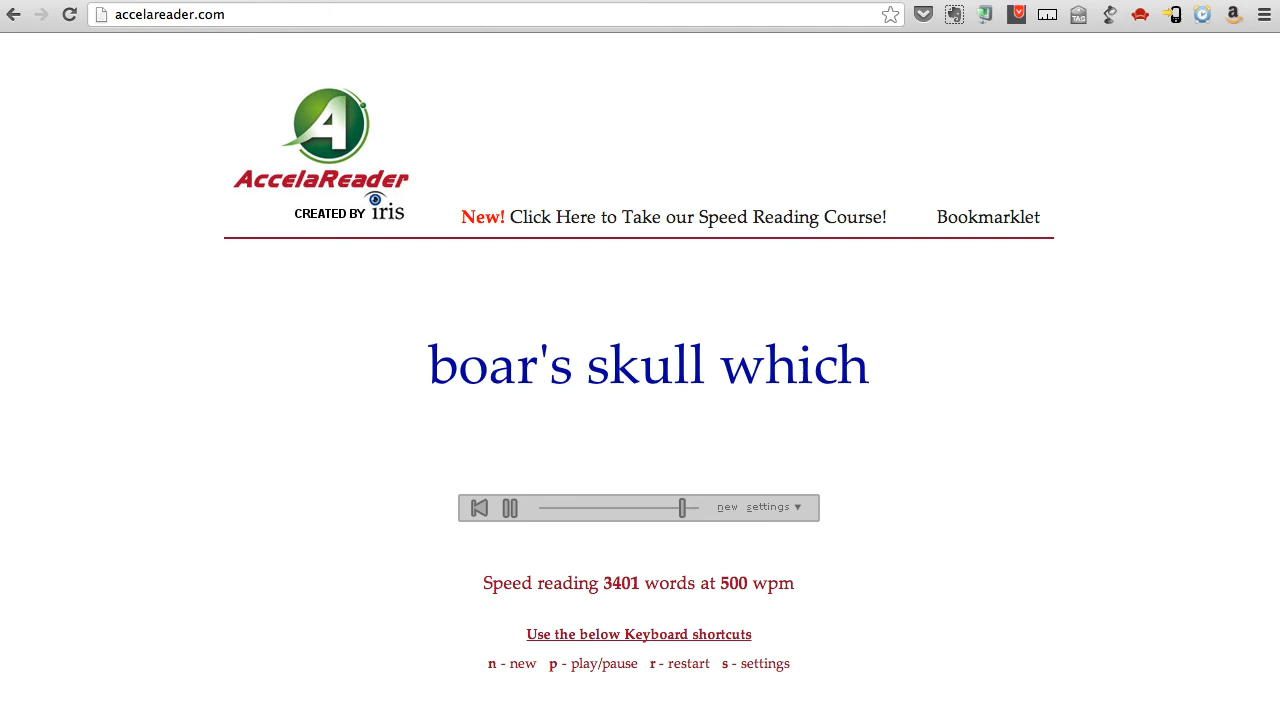 accelareader.com
TAG
A
AccelaReader
CREATED BY iris
New! Click Here to Take our Speed Reading Course! Bookmarklet
boar's skull which
new settings ▼
Speed reading 3401 words at 500 wpm
Use the below Keyboard shortcuts
n - new p - play/pause r - restart s - settings